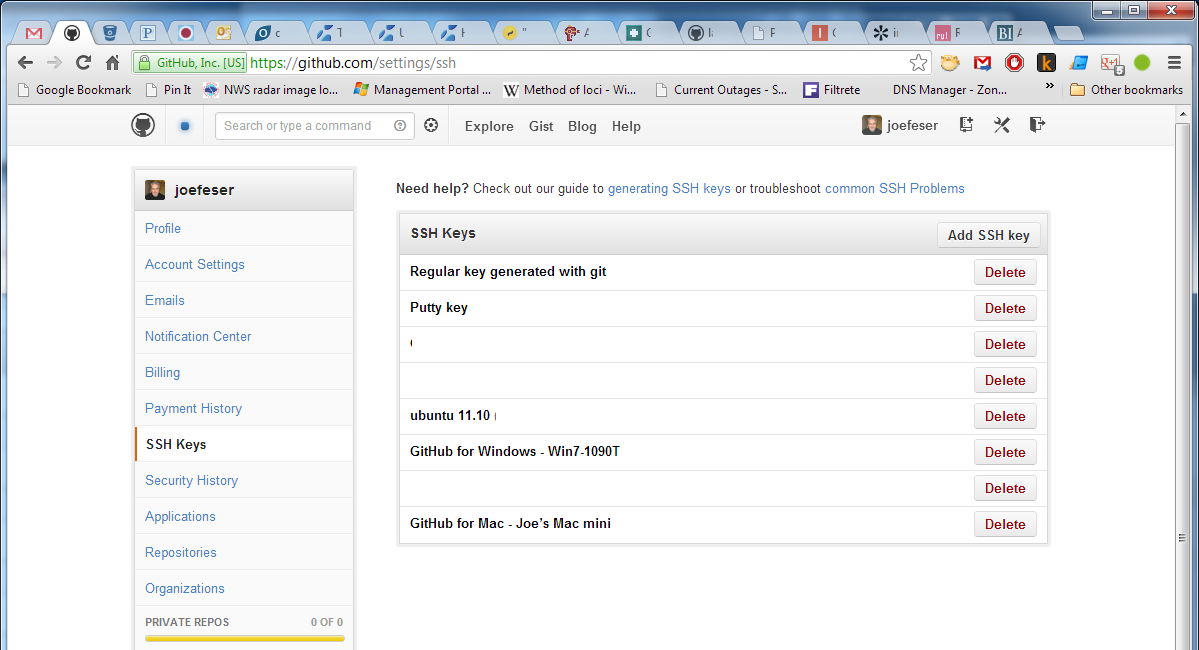 GitHub, Inc. [US] https://github.com/settings/ssh
Google Bookmark Pin It NWS radar image lo... Management Portal ... Method of loci - Wi... Current Outages - S... Filtrete DNS Manager - Zon... » Other bookmarks
Search or type a command Explore Gist Blog Help joefeser
joefeser
Profile
Account Settings
Emails
Notification Center
Billing
Payment History
SSH Keys
Security History
Applications
Repositories
Organizations
PRIVATE REPOS 0 OF 0
Need help? Check out our guide to generating SSH keys or troubleshoot common SSH Problems
SSH Keys Add SSH key
Regular key generated with git Delete
Putty key Delete
Delete
Delete
ubuntu 11.10 Delete
GitHub for Windows - Win7-1090T Delete
Delete
GitHub for Mac - Joe’s Mac mini Delete